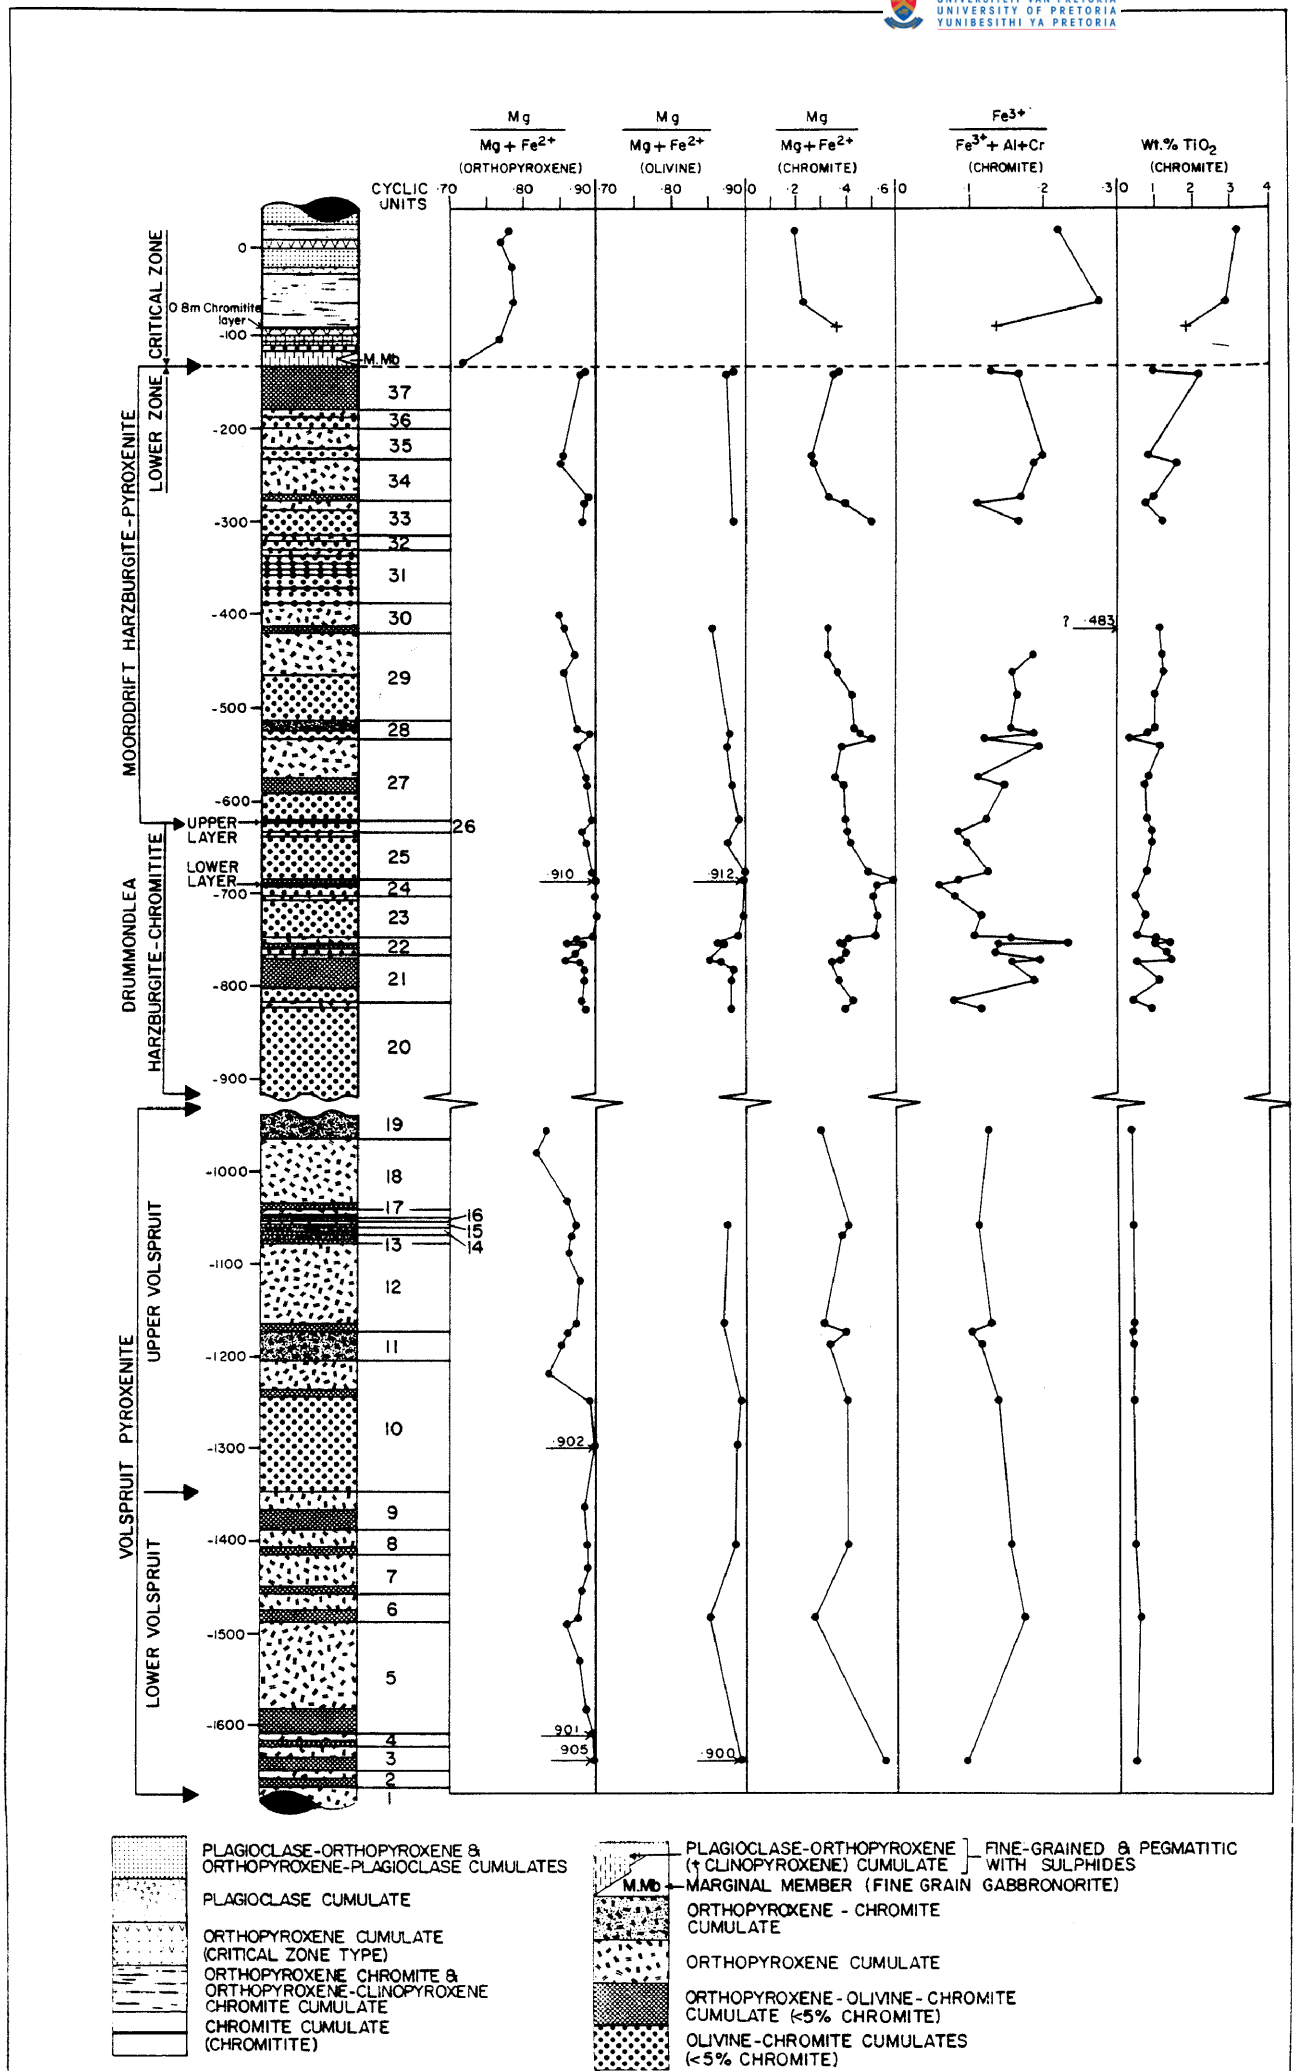 UNIVERSITEIT VAN PRETORIA
UNIVERSITY OF PRETORIA
YUNIBESITHI YA PRETORIA
Mg
Mg + Fe2+
(ORTHOPYROXENE)
Mg
Mg + Fe2+
(OLIVINE)
Mg
Mg + Fe2+
(CHROMITE)
Fe3+
Fe3+ + Al+Cr
(CHROMITE)
Wt.% TiO2
(CHROMITE)
CYCLIC
UNITS
.70 .80 .90 .70 .80 .90 0 .2 .4 .6 0 .1 .2 .3 0 1 2 3 4
CRITICAL ZONE
LOWER ZONE
MOORDDRIFT HARZBURGITE-PYROXENITE
DRUMMONDLEA
HARZBURGITE-CHROMITITE
VOLSPRUIT PYROXENITE
UPPER VOLSPRUIT
LOWER VOLSPRUIT
0
0 8m Chromitite
layer
-100
M.Mb
37
36
-200
35
34
33
-300
32
31
-400
30
? .483
29
-500
28
27
-600
UPPER
LAYER
26
25
LOWER
LAYER
.910
.912
24
-700
23
22
21
-800
20
-900
19
-1000
18
17
16
15
14
13
-1100
12
11
-1200
10
-1300
.902
9
-1400
8
7
6
-1500
5
-1600
.901
4
.905
.900
3
2
1
PLAGIOCLASE-ORTHOPYROXENE &
ORTHOPYROXENE-PLAGIOCLASE CUMULATES
PLAGIOCLASE CUMULATE
ORTHOPYROXENE CUMULATE
(CRITICAL ZONE TYPE)
ORTHOPYROXENE CHROMITE &
ORTHOPYROXENE-CLINOPYROXENE
CHROMITE CUMULATE
CHROMITE CUMULATE
(CHROMITITE)
PLAGIOCLASE-ORTHOPYROXENE
(± CLINOPYROXENE) CUMULATE
FINE-GRAINED & PEGMATITIC
WITH SULPHIDES
M.Mb
MARGINAL MEMBER (FINE GRAIN GABBRONORITE)
ORTHOPYROXENE - CHROMITE
CUMULATE
ORTHOPYROXENE CUMULATE
ORTHOPYROXENE-OLIVINE-CHROMITE
CUMULATE (<5% CHROMITE)
OLIVINE-CHROMITE CUMULATES
(<5% CHROMITE)